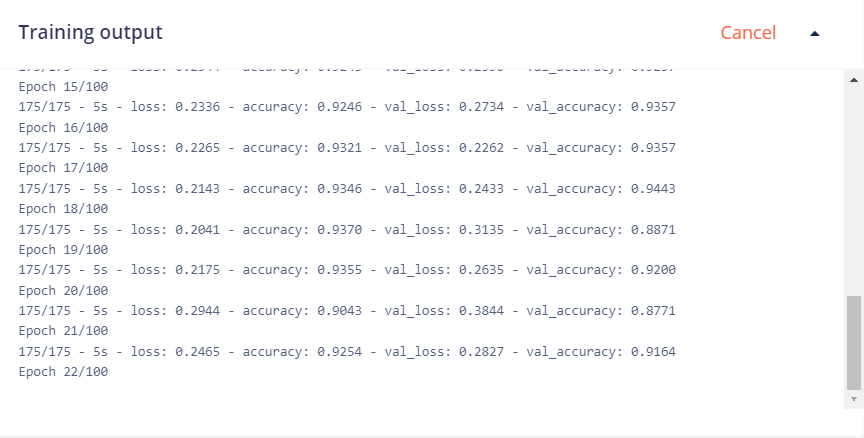 Training output
Cancel
Epoch 15/100
175/175 - 5s - loss: 0.2336 - accuracy: 0.9246 - val_loss: 0.2734 - val_accuracy: 0.9357
Epoch 16/100
175/175 - 5s - loss: 0.2265 - accuracy: 0.9321 - val_loss: 0.2262 - val_accuracy: 0.9357
Epoch 17/100
175/175 - 5s - loss: 0.2143 - accuracy: 0.9346 - val_loss: 0.2433 - val_accuracy: 0.9443
Epoch 18/100
175/175 - 5s - loss: 0.2041 - accuracy: 0.9370 - val_loss: 0.3135 - val_accuracy: 0.8871
Epoch 19/100
175/175 - 5s - loss: 0.2175 - accuracy: 0.9355 - val_loss: 0.2635 - val_accuracy: 0.9200
Epoch 20/100
175/175 - 5s - loss: 0.2944 - accuracy: 0.9043 - val_loss: 0.3844 - val_accuracy: 0.8771
Epoch 21/100
175/175 - 5s - loss: 0.2465 - accuracy: 0.9254 - val_loss: 0.2827 - val_accuracy: 0.9164
Epoch 22/100